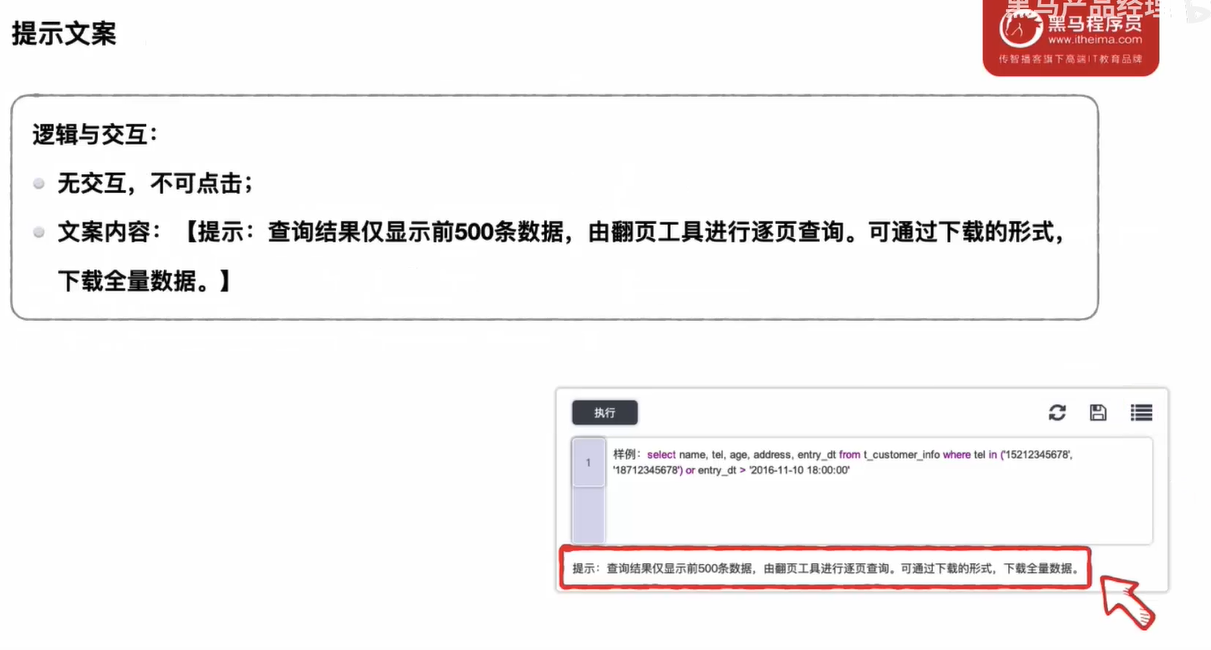 提示文案
黑马产品经理
黑马程序员
www.itheima.com
传智播客旗下高端IT教育品牌
逻辑与交互：
无交互，不可点击；
文案内容：【提示：查询结果仅显示前500条数据，由翻页工具进行逐页查询。可通过下载的形式，
下载全量数据。】
执行
1
样例：select name, tel, age, address, entry_dt from t_customer_info where tel in ('15212345678',
'18712345678') or entry_dt > '2016-11-10 18:00:00'
提示：查询结果仅显示前500条数据，由翻页工具进行逐页查询。可通过下载的形式，下载全量数据。